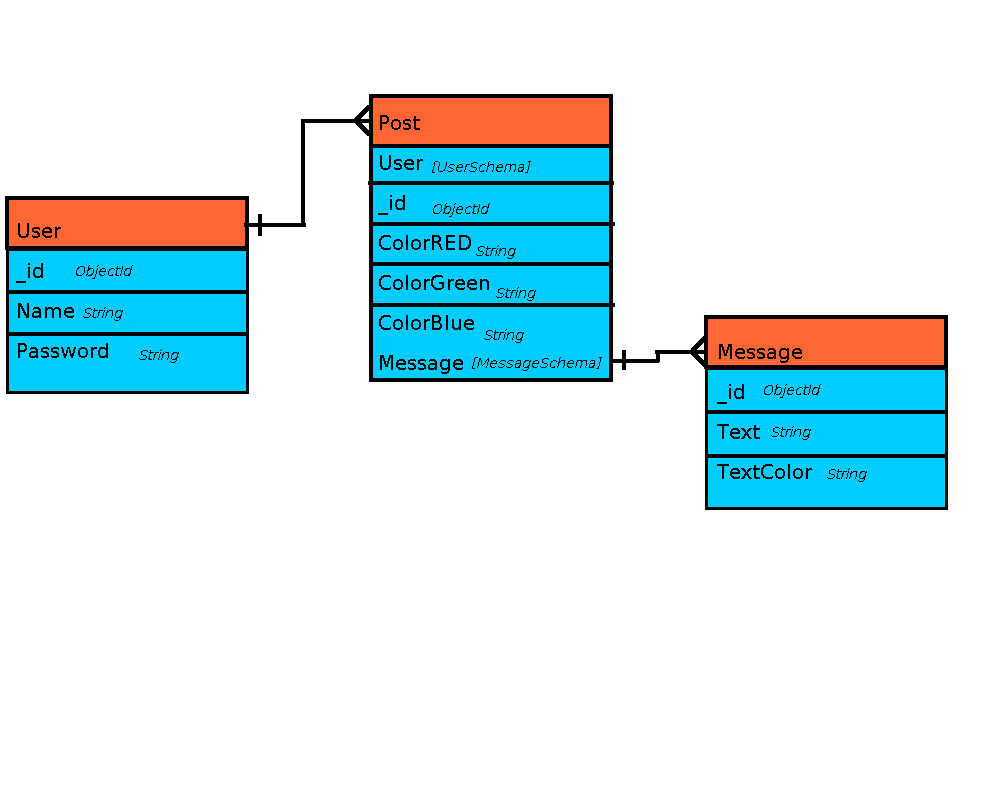 User
_id ObjectId
Name String
Password String
Post
User [UserSchema]
_id ObjectId
ColorRED String
ColorGreen String
ColorBlue String
Message [MessageSchema]
Message
_id ObjectId
Text String
TextColor String